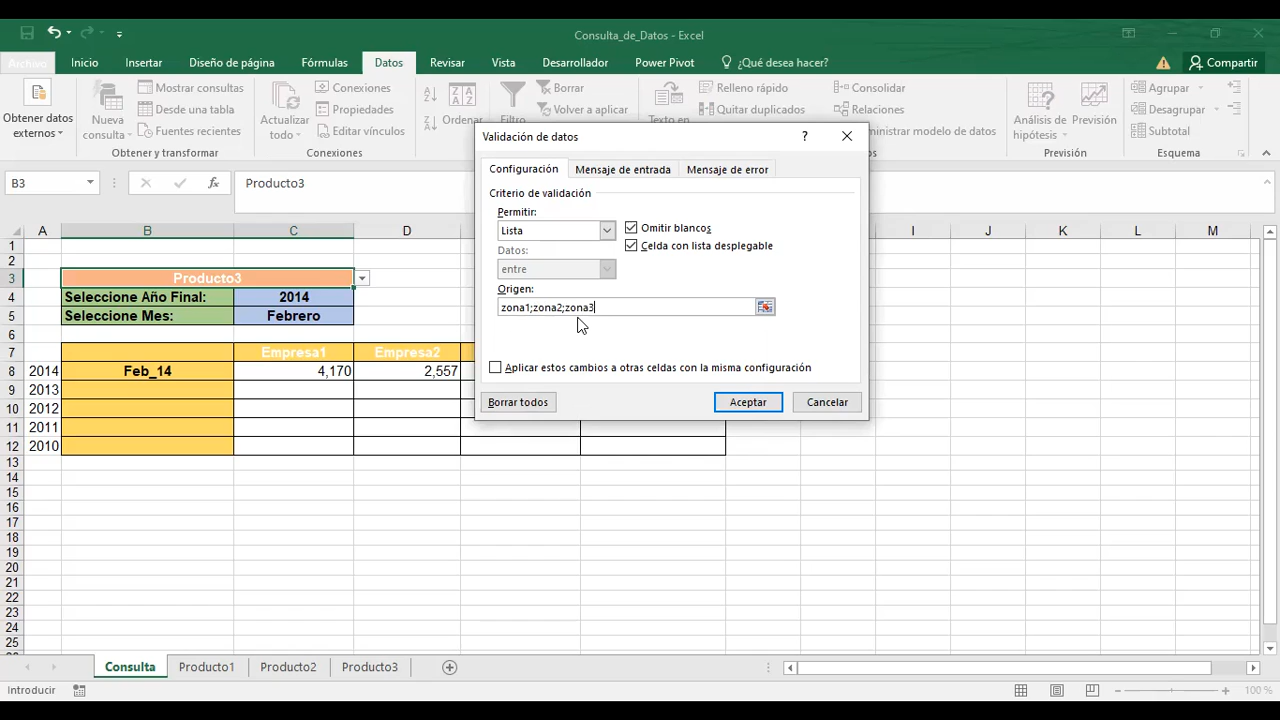 Consulta_de_Datos - Excel
Archivo Inicio Insertar Diseño de página Fórmulas Datos Revisar Vista Desarrollador Power Pivot ¿Qué desea hacer? Compartir
Obtener datos externos
Nueva consulta
Mostrar consultas
Desde una tabla
Fuentes recientes
Obtener y transformar
Actualizar todo
Conexiones
Propiedades
Editar vínculos
Conexiones
Ordenar
Borrar
Volver a aplicar
Texto en
Relleno rápido
Quitar duplicados
Consolidar
Relaciones
ministrar modelo de datos
Análisis de hipótesis
Previsión
Previsión
Agrupar
Desagrupar
Subtotal
Esquema
B3 fx Producto3
Validación de datos ?
Configuración Mensaje de entrada Mensaje de error
Criterio de validación
Permitir:
Lista
Omitir blancos
Celda con lista desplegable
Datos:
entre
Origen:
zona1;zona2;zona3
Aplicar estos cambios a otras celdas con la misma configuración
Borrar todos Aceptar Cancelar
A B C D I J K L M
1
2
3 Producto3
4 Seleccione Año Final: 2014
5 Seleccione Mes: Febrero
6
7 Empresa1 Empresa2
8 2014 Feb_14 4,170 2,557
9 2013
10 2012
11 2011
12 2010
13
14
15
16
17
18
19
20
21
22
23
24
25
Consulta Producto1 Producto2 Producto3
Introducir 100 %